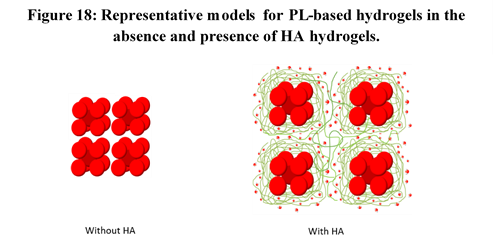 Figure 18: Representative models for PL-based hydrogels in the
absence and presence of HA hydrogels.
Without HA
With HA